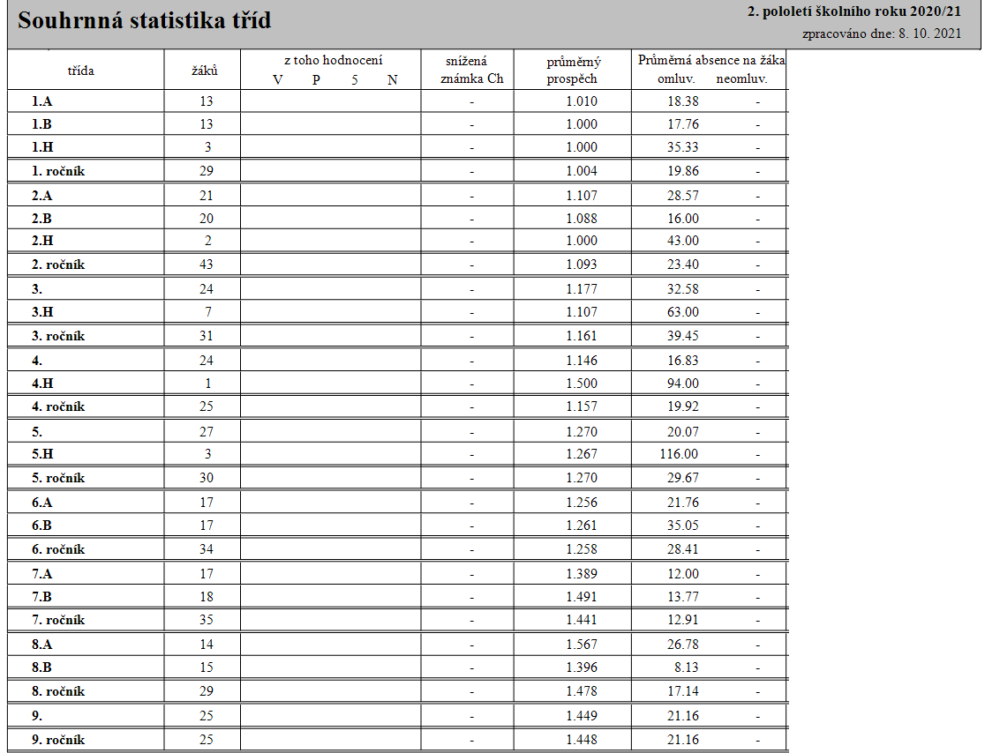 Souhrnná statistika tříd
2. pololetí školního roku 2020/21
zpracováno dne: 8. 10. 2021
třída žáků z toho hodnocení snížená průměrný Průměrná absence na žáka
V P 5 N známka Ch prospěch omluv. neomluv.
1.A 13 - 1.010 18.38 -
1.B 13 - 1.000 17.76 -
1.H 3 - 1.000 35.33 -
1. ročník 29 - 1.004 19.86 -
2.A 21 - 1.107 28.57 -
2.B 20 - 1.088 16.00 -
2.H 2 - 1.000 43.00 -
2. ročník 43 - 1.093 23.40 -
3. 24 - 1.177 32.58 -
3.H 7 - 1.107 63.00 -
3. ročník 31 - 1.161 39.45 -
4. 24 - 1.146 16.83 -
4.H 1 - 1.500 94.00 -
4. ročník 25 - 1.157 19.92 -
5. 27 - 1.270 20.07 -
5.H 3 - 1.267 116.00 -
5. ročník 30 - 1.270 29.67 -
6.A 17 - 1.256 21.76 -
6.B 17 - 1.261 35.05 -
6. ročník 34 - 1.258 28.41 -
7.A 17 - 1.389 12.00 -
7.B 18 - 1.491 13.77 -
7. ročník 35 - 1.441 12.91 -
8.A 14 - 1.567 26.78 -
8.B 15 - 1.396 8.13 -
8. ročník 29 - 1.478 17.14 -
9. 25 - 1.449 21.16 -
9. ročník 25 - 1.448 21.16 -